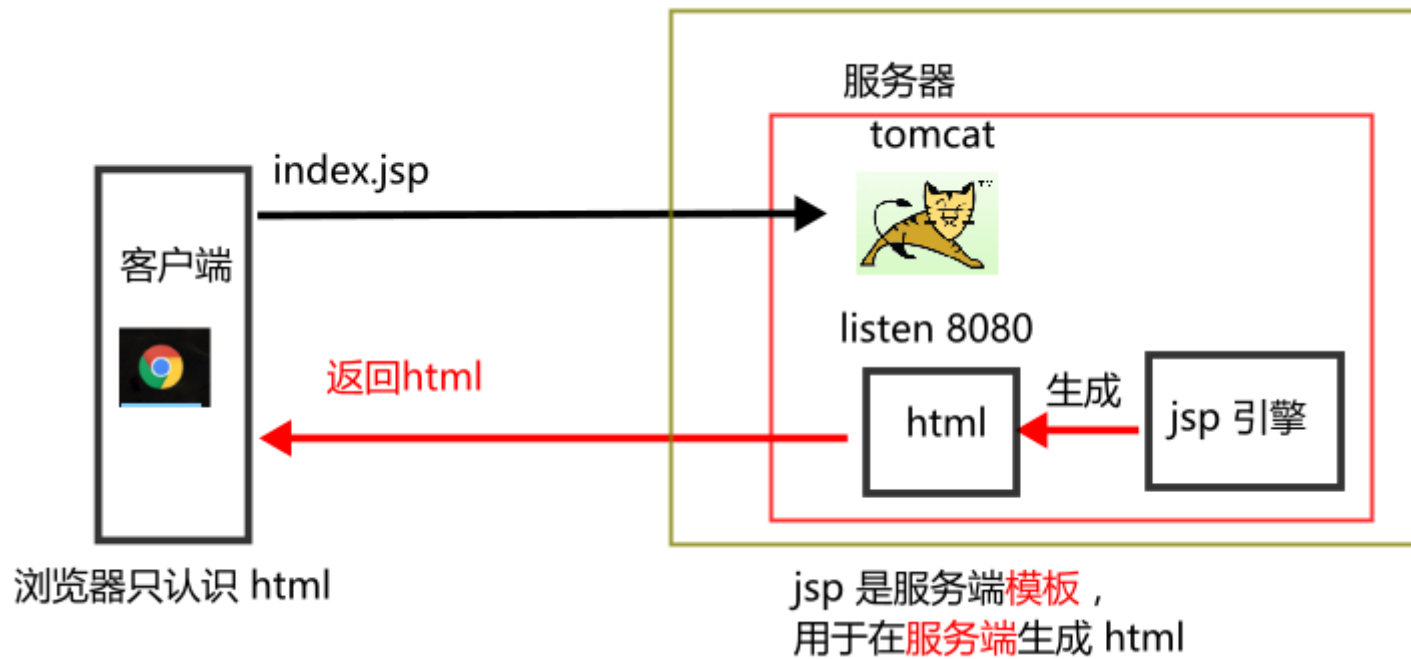 服务器
tomcat
index.jsp
客户端
listen 8080
返回html
html
生成
jsp 引擎
浏览器只认识 html
jsp 是服务端模板，
用于在服务端生成 html